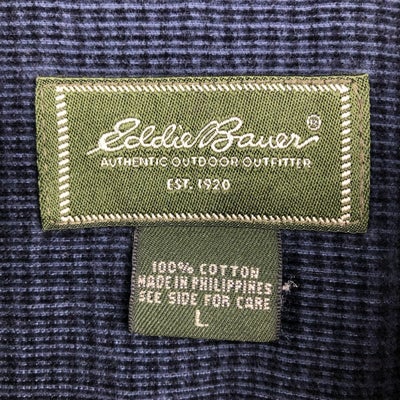 Eddie Bauer®
AUTHENTIC OUTDOOR OUTFITTER
EST. 1920
100% COTTON
MADE IN PHILIPPINES
SEE SIDE FOR CARE
L